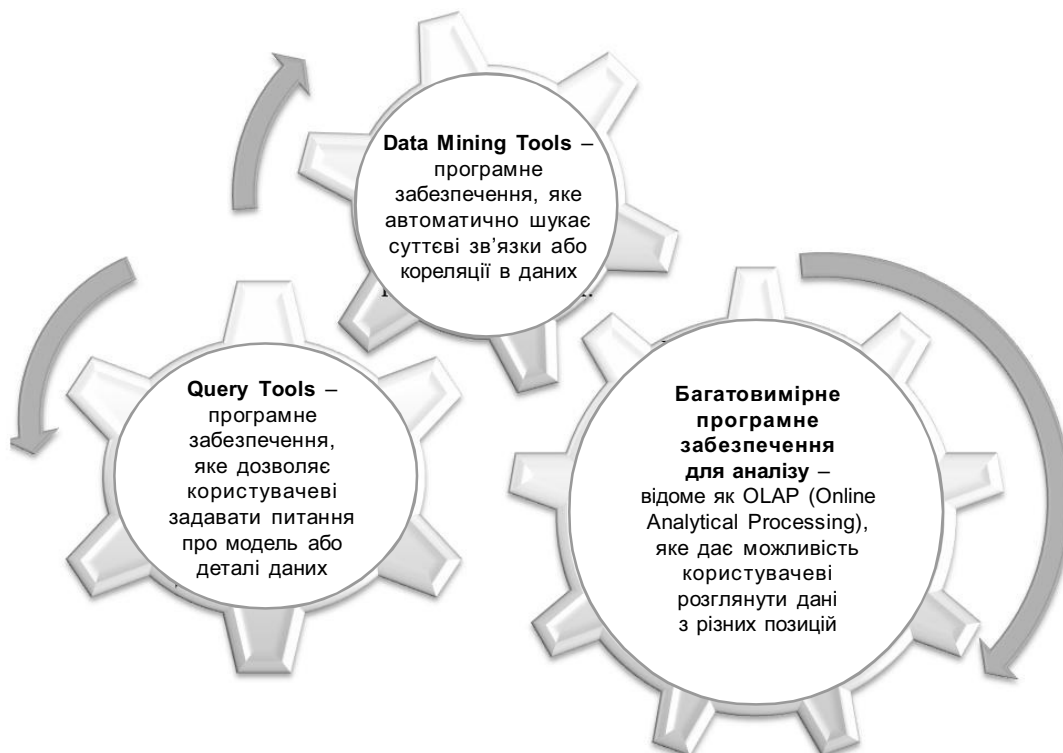 Data Mining Tools –
програмне
забезпечення, яке
автоматично шукає
суттєві зв’язки або
кореляції в даних
Query Tools –
програмне
забезпечення,
яке дозволяє
користувачеві
задавати питання
про модель або
деталі даних
Багатовимірне
програмне
забезпечення
для аналізу –
відоме як OLAP (Online
Analytical Processing),
яке дає можливість
користувачеві
розглянути дані
з різних позицій